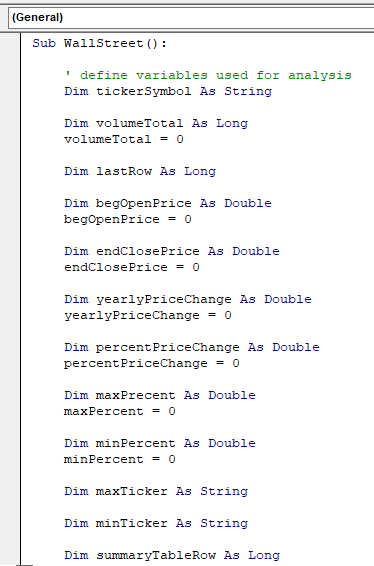 (General)
Sub WallStreet():
' define variables used for analysis
Dim tickerSymbol As String
Dim volumeTotal As Long
volumeTotal = 0
Dim lastRow As Long
Dim begOpenPrice As Double
begOpenPrice = 0
Dim endClosePrice As Double
endClosePrice = 0
Dim yearlyPriceChange As Double
yearlyPriceChange = 0
Dim percentPriceChange As Double
percentPriceChange = 0
Dim maxPrecent As Double
maxPercent = 0
Dim minPercent As Double
minPercent = 0
Dim maxTicker As String
Dim minTicker As String
Dim summaryTableRow As Long